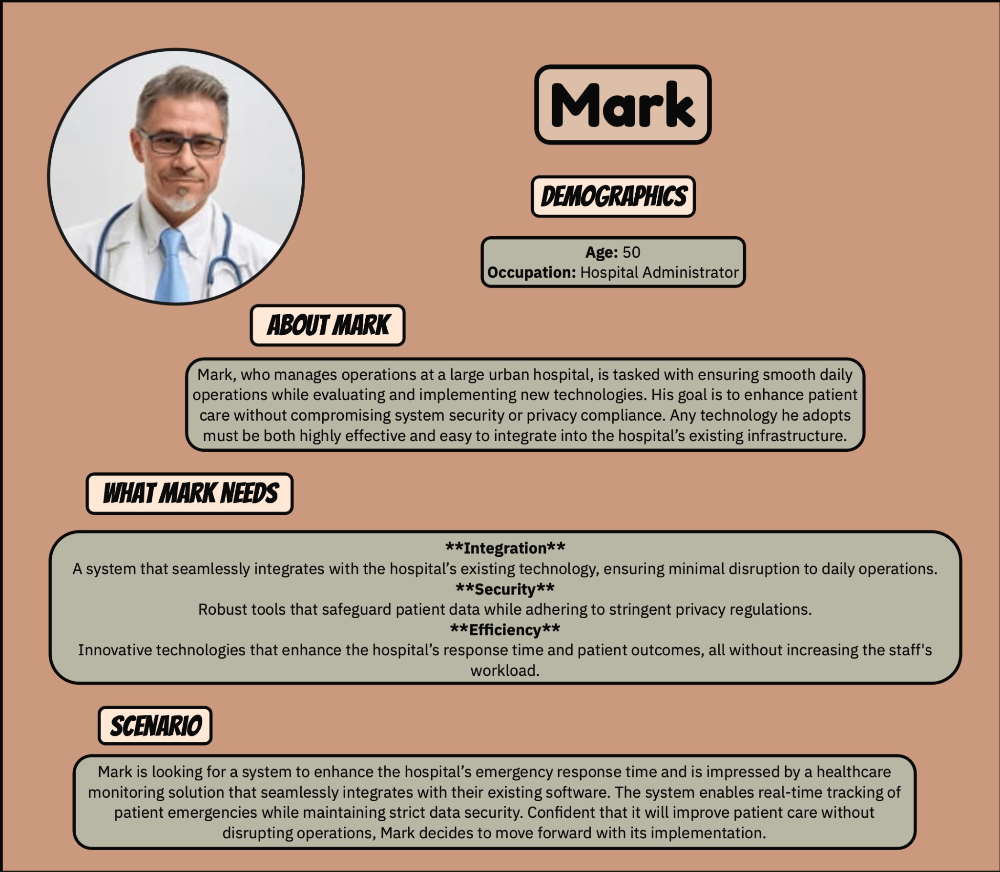 Mark
DEMOGRAPHICS
Age: 50
Occupation: Hospital Administrator
ABOUT MARK
Mark, who manages operations at a large urban hospital, is tasked with ensuring smooth daily
operations while evaluating and implementing new technologies. His goal is to enhance patient
care without compromising system security or privacy compliance. Any technology he adopts
must be both highly effective and easy to integrate into the hospital’s existing infrastructure.
WHAT MARK NEEDS
**Integration**
A system that seamlessly integrates with the hospital’s existing technology, ensuring minimal disruption to daily operations.
**Security**
Robust tools that safeguard patient data while adhering to stringent privacy regulations.
**Efficiency**
Innovative technologies that enhance the hospital’s response time and patient outcomes, all without increasing the staff's
workload.
SCENARIO
Mark is looking for a system to enhance the hospital’s emergency response time and is impressed by a healthcare
monitoring solution that seamlessly integrates with their existing software. The system enables real-time tracking of
patient emergencies while maintaining strict data security. Confident that it will improve patient care without
disrupting operations, Mark decides to move forward with its implementation.